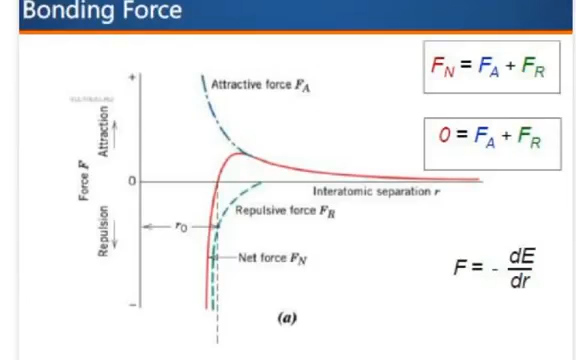 Bonding Force
+
Attractive force F_A
F_N = F_A + F_R
0 = F_A + F_R
Attraction
Force F
0
Interatomic separation r
Repulsion
r_0
Repulsive force F_R
Net force F_N
F = - dE/dr
–
(a)